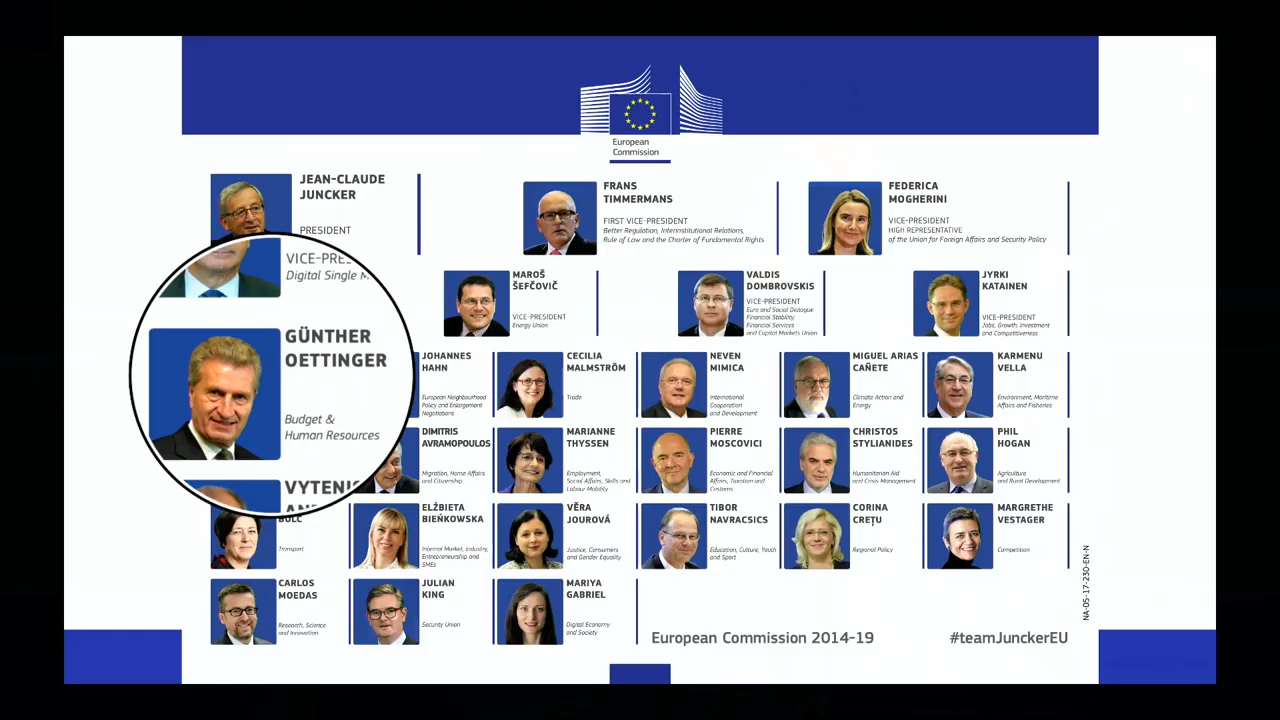 European
Commission
JEAN-CLAUDE
JUNCKER
PRESIDENT
FRANS
TIMMERMANS
FIRST VICE-PRESIDENT
Better Regulation, Interinstitutional Relations,
Rule of Law and the Charter of Fundamental Rights
FEDERICA
MOGHERINI
VICE-PRESIDENT
HIGH REPRESENTATIVE
of the Union for Foreign Affairs and Security Policy
VICE-PRES
Digital Single M
MAROŠ
ŠEFČOVIČ
VICE-PRESIDENT
Energy Union
VALDIS
DOMBROVSKIS
VICE-PRESIDENT
Euro and Social Dialogue
Financial Stability,
Financial Services
and Capital Markets Union
JYRKI
KATAINEN
VICE-PRESIDENT
Jobs, Growth, Investment
and Competitiveness
GÜNTHER
OETTINGER
Budget &
Human Resources
JOHANNES
HAHN
European Neighbourhood
Policy and Enlargement
Negotiations
CECILIA
MALMSTRÖM
Trade
NEVEN
MIMICA
International
Cooperation
and Development
MIGUEL ARIAS
CAÑETE
Climate Action and
Energy
KARMENU
VELLA
Environment, Maritime
Affairs and Fisheries
VYTENIS
DIMITRIS
AVRAMOPOULOS
Migration, Home Affairs
and Citizenship
MARIANNE
THYSSEN
Employment,
Social Affairs, Skills and
Labour Mobility
PIERRE
MOSCOVICI
Economic and Financial
Affairs, Taxation and
Customs
CHRISTOS
STYLIANIDES
Humanitarian Aid
and Crisis Management
PHIL
HOGAN
Agriculture
and Rural Development
BULC
Transport
ELŻBIETA
BIEŃKOWSKA
Internal Market, Industry,
Entrepreneurship and
SMEs
VĚRA
JOUROVÁ
Justice, Consumers
and Gender Equality
TIBOR
NAVRACSICS
Education, Culture, Youth
and Sport
CORINA
CREŢU
Regional Policy
MARGRETHE
VESTAGER
Competition
CARLOS
MOEDAS
Research, Science
and Innovation
JULIAN
KING
Security Union
MARIYA
GABRIEL
Digital Economy
and Society
European Commission 2014-19
#teamJunckerEU
NA-05-17-230-EN-N